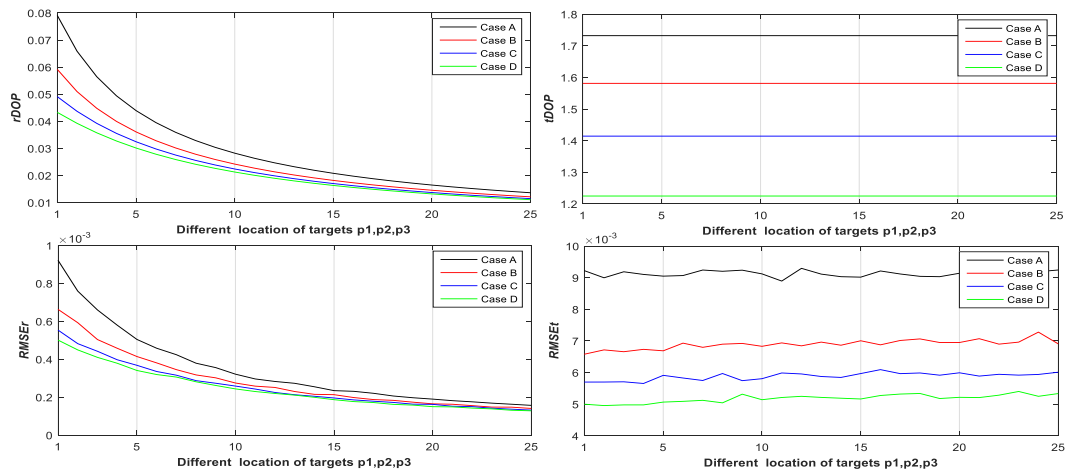 0.08
0.07
0.06
0.05
0.04
0.03
0.02
0.01
rDOP
1 5 10 15 20 25
Different location of targets p1,p2,p3
Case A
Case B
Case C
Case D
1.8
1.7
1.6
1.5
1.4
1.3
1.2
tDOP
1 5 10 15 20 25
Different location of targets p1,p2,p3
Case A
Case B
Case C
Case D
× 10⁻³
1
0.8
0.6
0.4
0.2
0
RMSEr
1 5 10 15 20 25
Different location of targets p1,p2,p3
Case A
Case B
Case C
Case D
× 10⁻³
10
9
8
7
6
5
4
RMSEt
1 5 10 15 20 25
Different location of targets p1,p2,p3
Case A
Case B
Case C
Case D